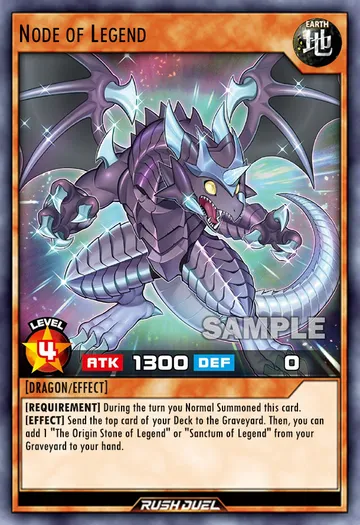 NODE OF LEGEND
EARTH
地
SAMPLE
LEVEL
4
ATK 1300 DEF 0
[DRAGON/EFFECT]
[REQUIREMENT] During the turn you Normal Summoned this card.
[EFFECT] Send the top card of your Deck to the Graveyard. Then, you can
add 1 "The Origin Stone of Legend" or "Sanctum of Legend" from your
Graveyard to your hand.
RUSH DUEL